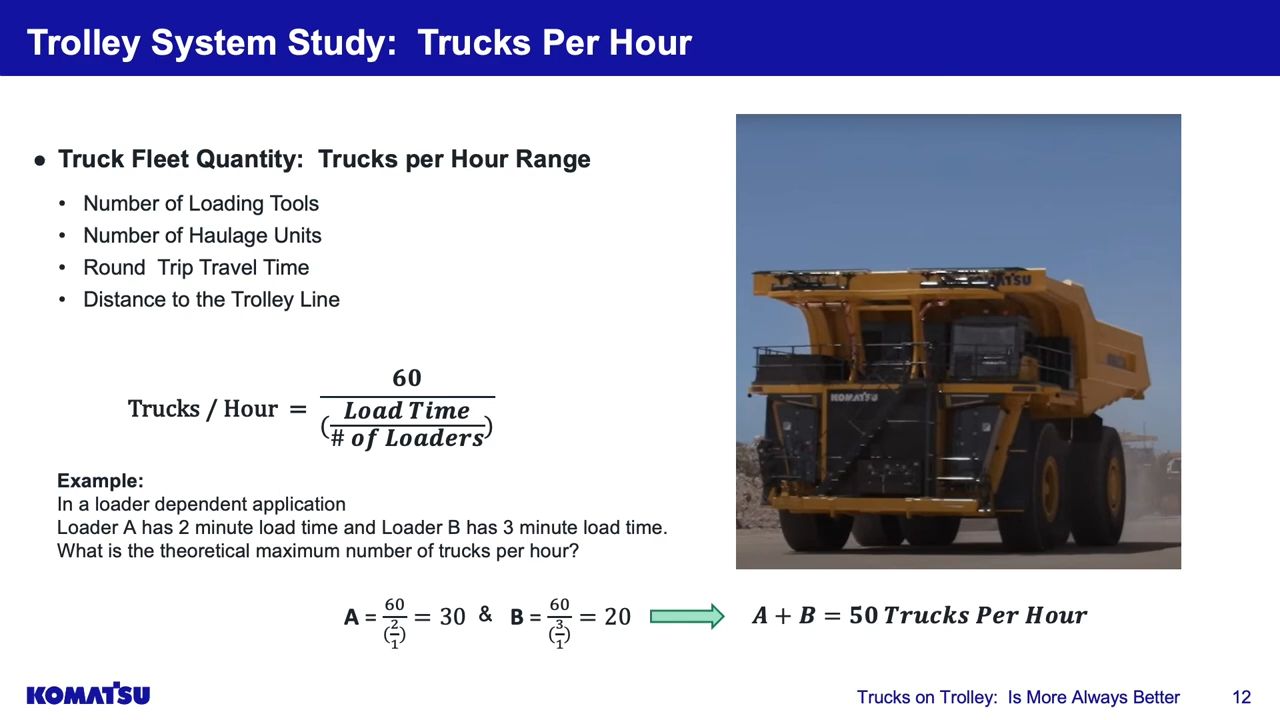 Trolley System Study:  Trucks Per Hour
● Truck Fleet Quantity:  Trucks per Hour Range
• Number of Loading Tools
• Number of Haulage Units
• Round  Trip Travel Time
• Distance to the Trolley Line
60
Trucks / Hour =
(Load Time
# of Loaders)
Example:
In a loader dependent application
Loader A has 2 minute load time and Loader B has 3 minute load time.
What is the theoretical maximum number of trucks per hour?
A = 60/(2/1) = 30 & B = 60/(3/1) = 20
A + B = 50 Trucks Per Hour
KOMATSU
KOMATSU
Trucks on Trolley:  Is More Always Better
12